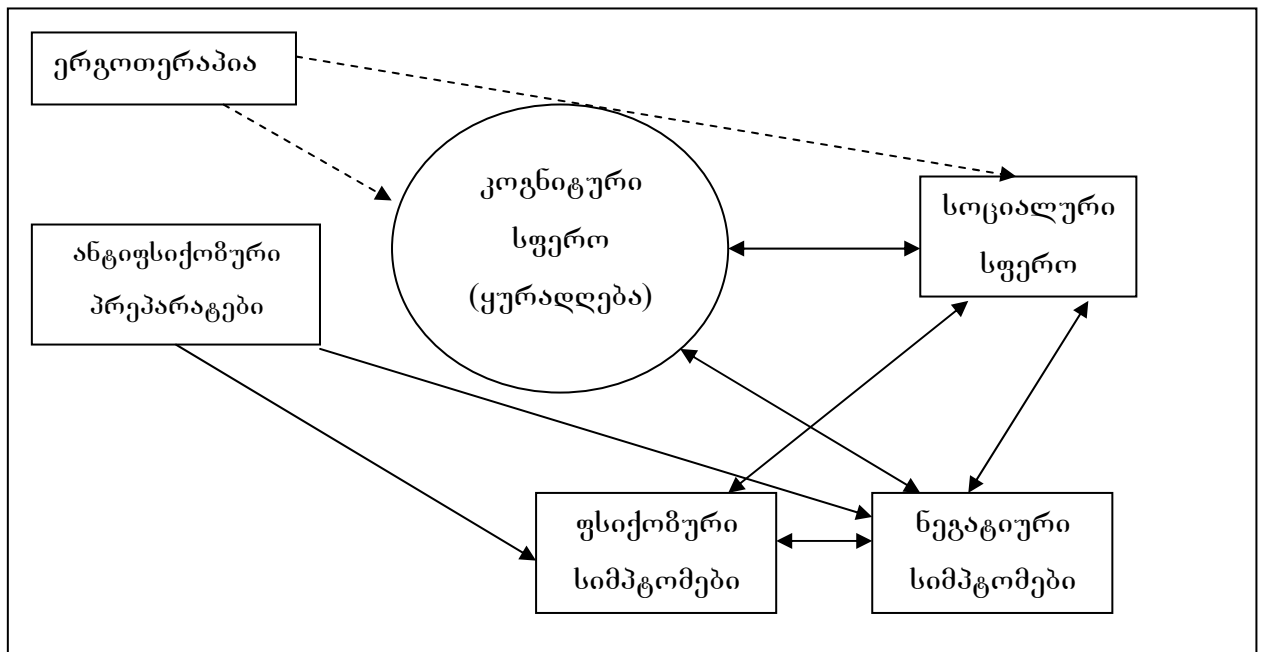 ერგოთერაპია
კოგნიტური
სფერო
(ყურადღება)
სოციალური
სფერო
ანტიფსიქოზური
პრეპარატები
ფსიქოზური
სიმპტომები
ნეგატიური
სიმპტომები